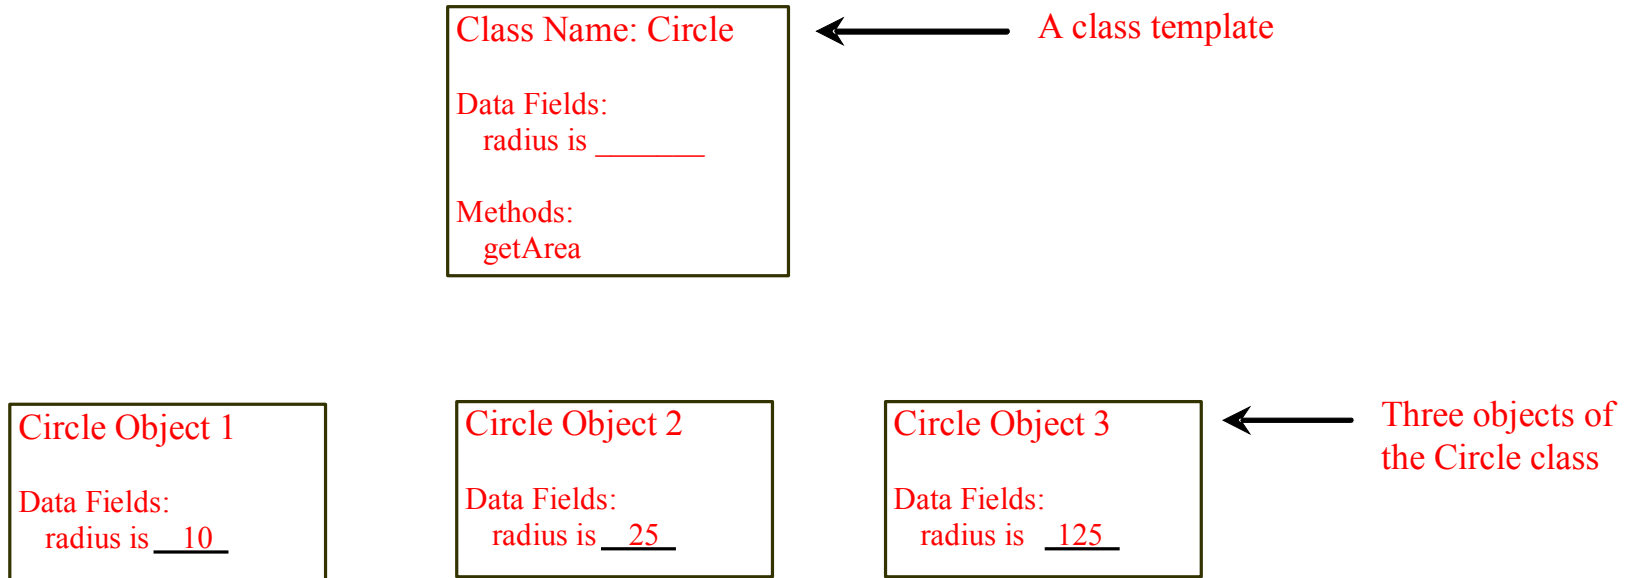 Class Name: Circle
A class template
Data Fields:
radius is _______
Methods:
getArea
Circle Object 1
Data Fields:
radius is 10
Circle Object 2
Data Fields:
radius is 25
Circle Object 3
Data Fields:
radius is 125
Three objects of
the Circle class